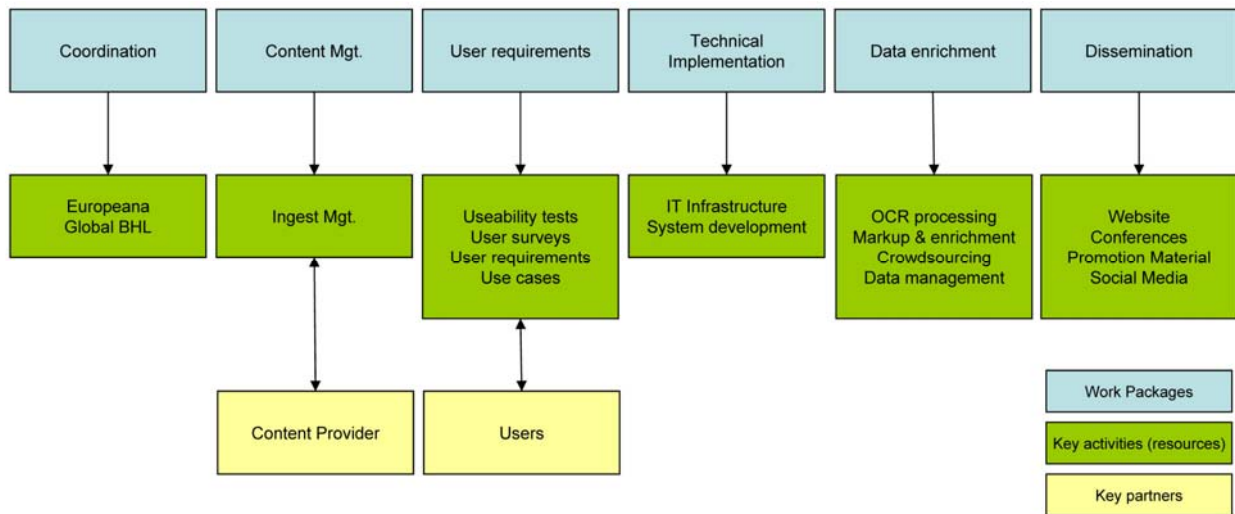 Coordination
Content Mgt.
User requirements
Technical
Implementation
Data enrichment
Dissemination
Europeana
Global BHL
Ingest Mgt.
Useability tests
User surveys
User requirements
Use cases
IT Infrastructure
System development
OCR processing
Markup & enrichment
Crowdsourcing
Data management
Website
Conferences
Promotion Material
Social Media
Content Provider
Users
Work Packages
Key activities (resources)
Key partners